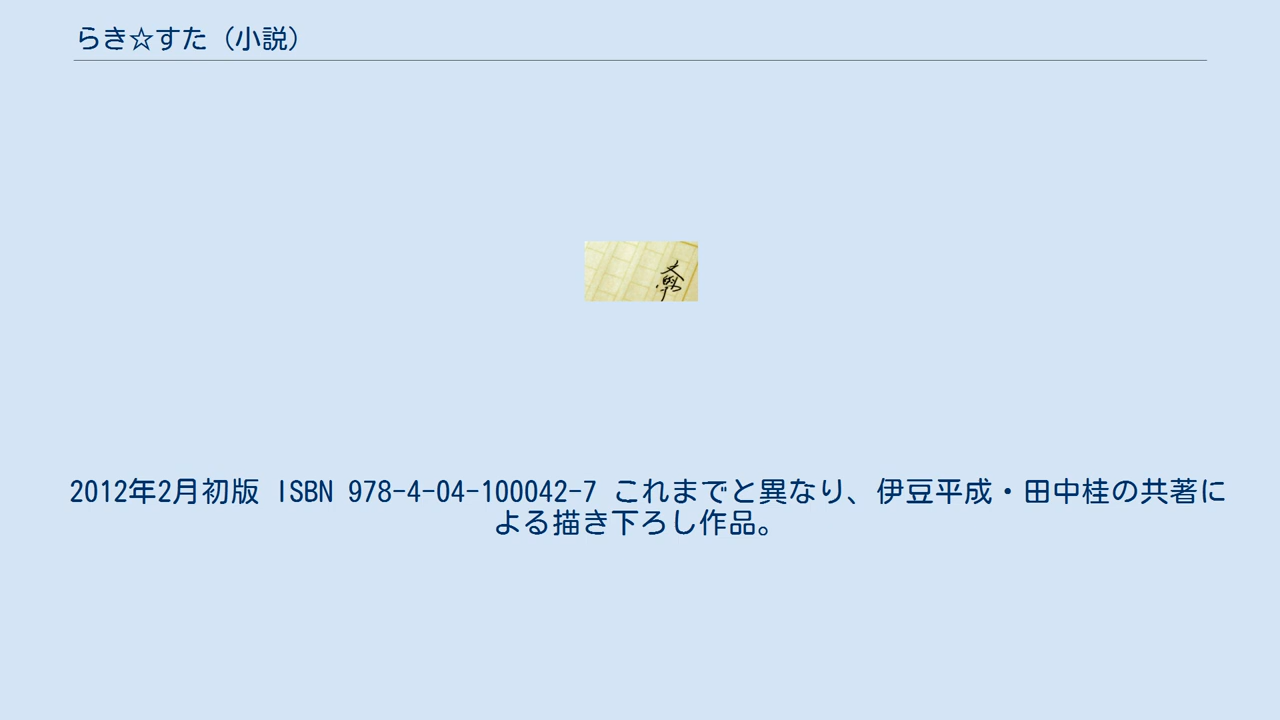 らき☆すた（小説）
2012年2月初版 ISBN 978-4-04-100042-7 これまでと異なり、伊豆平成・田中桂の共著に
よる描き下ろし作品。